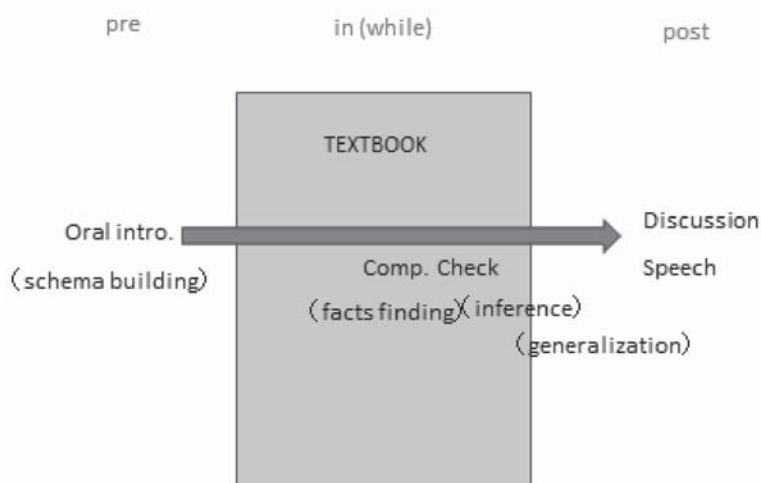 pre in (while) post
TEXTBOOK
Oral intro. Discussion
(schema building) Comp. Check Speech
(facts finding)(inference)
(generalization)